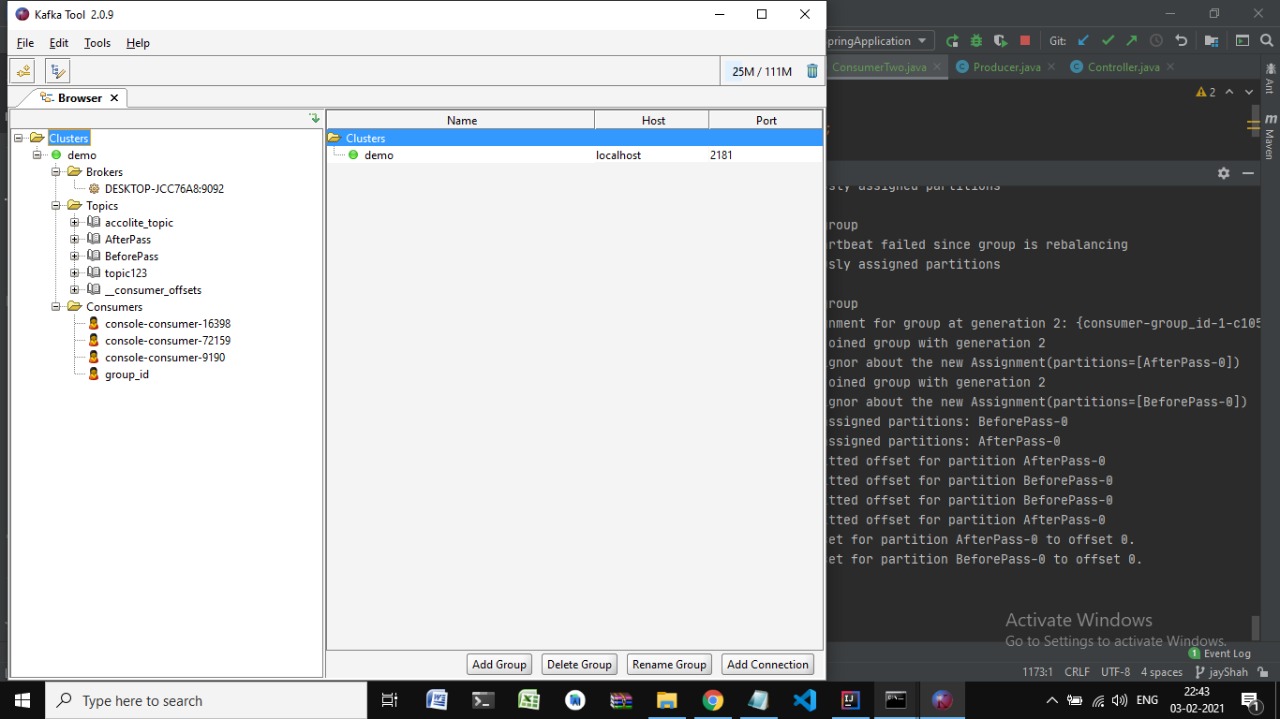 Kafka Tool 2.0.9
File Edit Tools Help
25M / 111M
Browser
Clusters
demo
Brokers
DESKTOP-JCC76A8:9092
Topics
accolite_topic
AfterPass
BeforePass
topic123
__consumer_offsets
Consumers
console-consumer-16398
console-consumer-72159
console-consumer-9190
group_id
Name Host Port
Clusters
demo localhost 2181
Add Group Delete Group Rename Group Add Connection
pringApplication Git:
ConsumerTwo.java Producer.java Controller.java
2
Ant
Maven
sly assigned partitions
roup
rtbeat failed since group is rebalancing
sly assigned partitions
roup
nment for group at generation 2: {consumer-group_id-1-c105
oined group with generation 2
gnor about the new Assignment(partitions=[AfterPass-0])
oined group with generation 2
gnor about the new Assignment(partitions=[BeforePass-0])
ssigned partitions: BeforePass-0
ssigned partitions: AfterPass-0
tted offset for partition AfterPass-0
tted offset for partition BeforePass-0
tted offset for partition BeforePass-0
tted offset for partition AfterPass-0
et for partition AfterPass-0 to offset 0.
et for partition BeforePass-0 to offset 0.
Activate Windows
Go to Settings to activate Windows.
1 Event Log
1173:1 CRLF UTF-8 4 spaces jayShah
Type here to search
ENG
22:43
03-02-2021
1